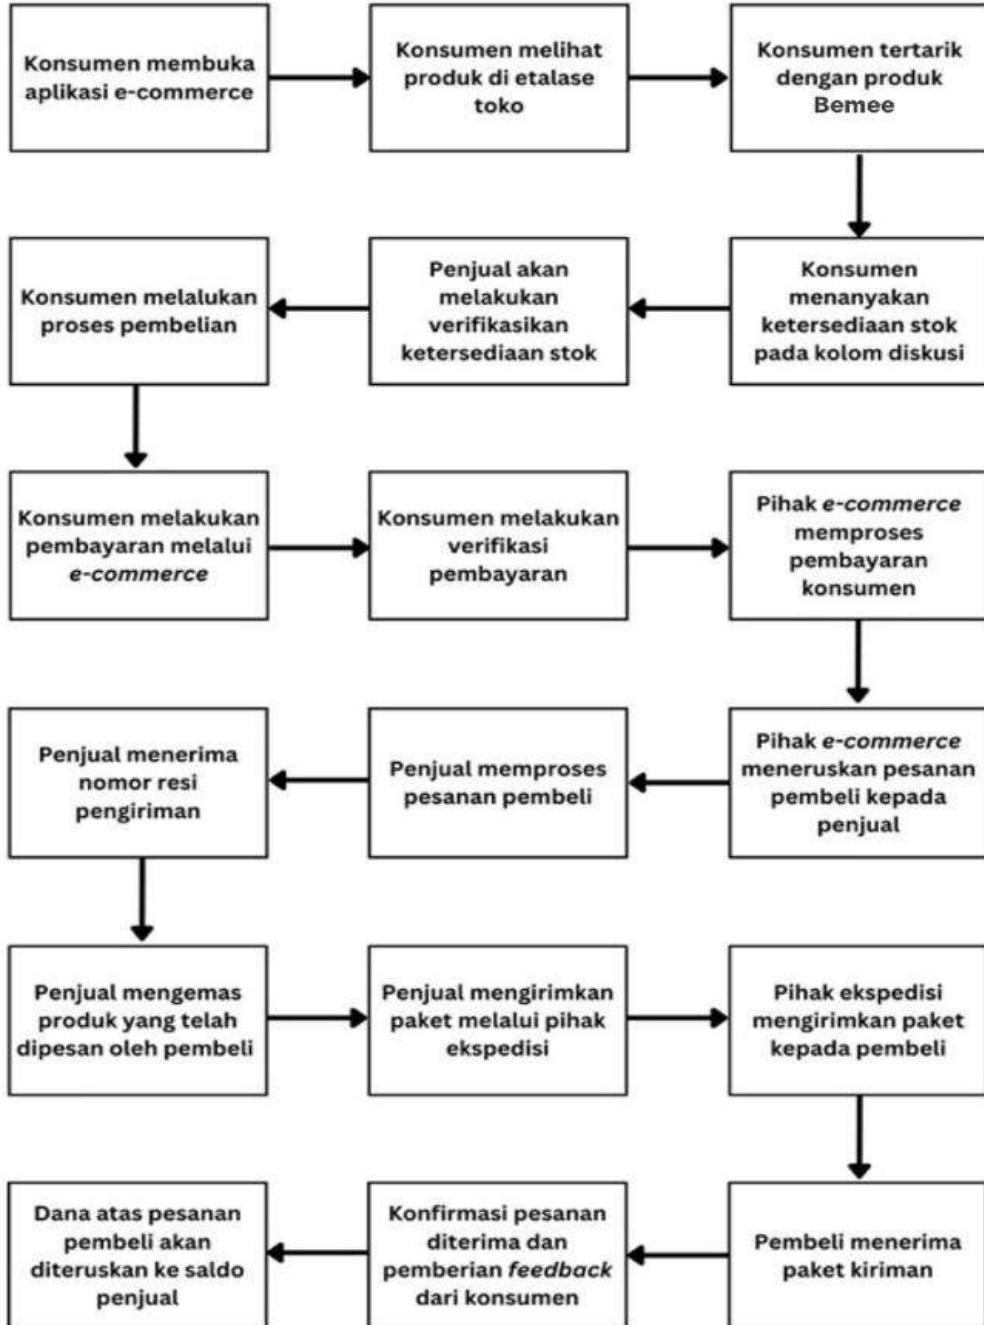 Konsumen membuka
aplikasi e-commerce
Konsumen melihat
produk di etalase
toko
Konsumen tertarik
dengan produk
Bemee
Konsumen
menanyakan
ketersediaan stok
pada kolom diskusi
Penjual akan
melakukan
verifikasikan
ketersediaan stok
Konsumen melalukan
proses pembelian
Konsumen melakukan
pembayaran melalui
e-commerce
Konsumen melakukan
verifikasi
pembayaran
Pihak e-commerce
memproses
pembayaran
konsumen
Pihak e-commerce
meneruskan pesanan
pembeli kepada
penjual
Penjual memproses
pesanan pembeli
Penjual menerima
nomor resi
pengiriman
Penjual mengemas
produk yang telah
dipesan oleh pembeli
Penjual mengirimkan
paket melalui pihak
ekspedisi
Pihak ekspedisi
mengirimkan paket
kepada pembeli
Pembeli menerima
paket kiriman
Konfirmasi pesanan
diterima dan
pemberian feedback
dari konsumen
Dana atas pesanan
pembeli akan
diteruskan ke saldo
penjual